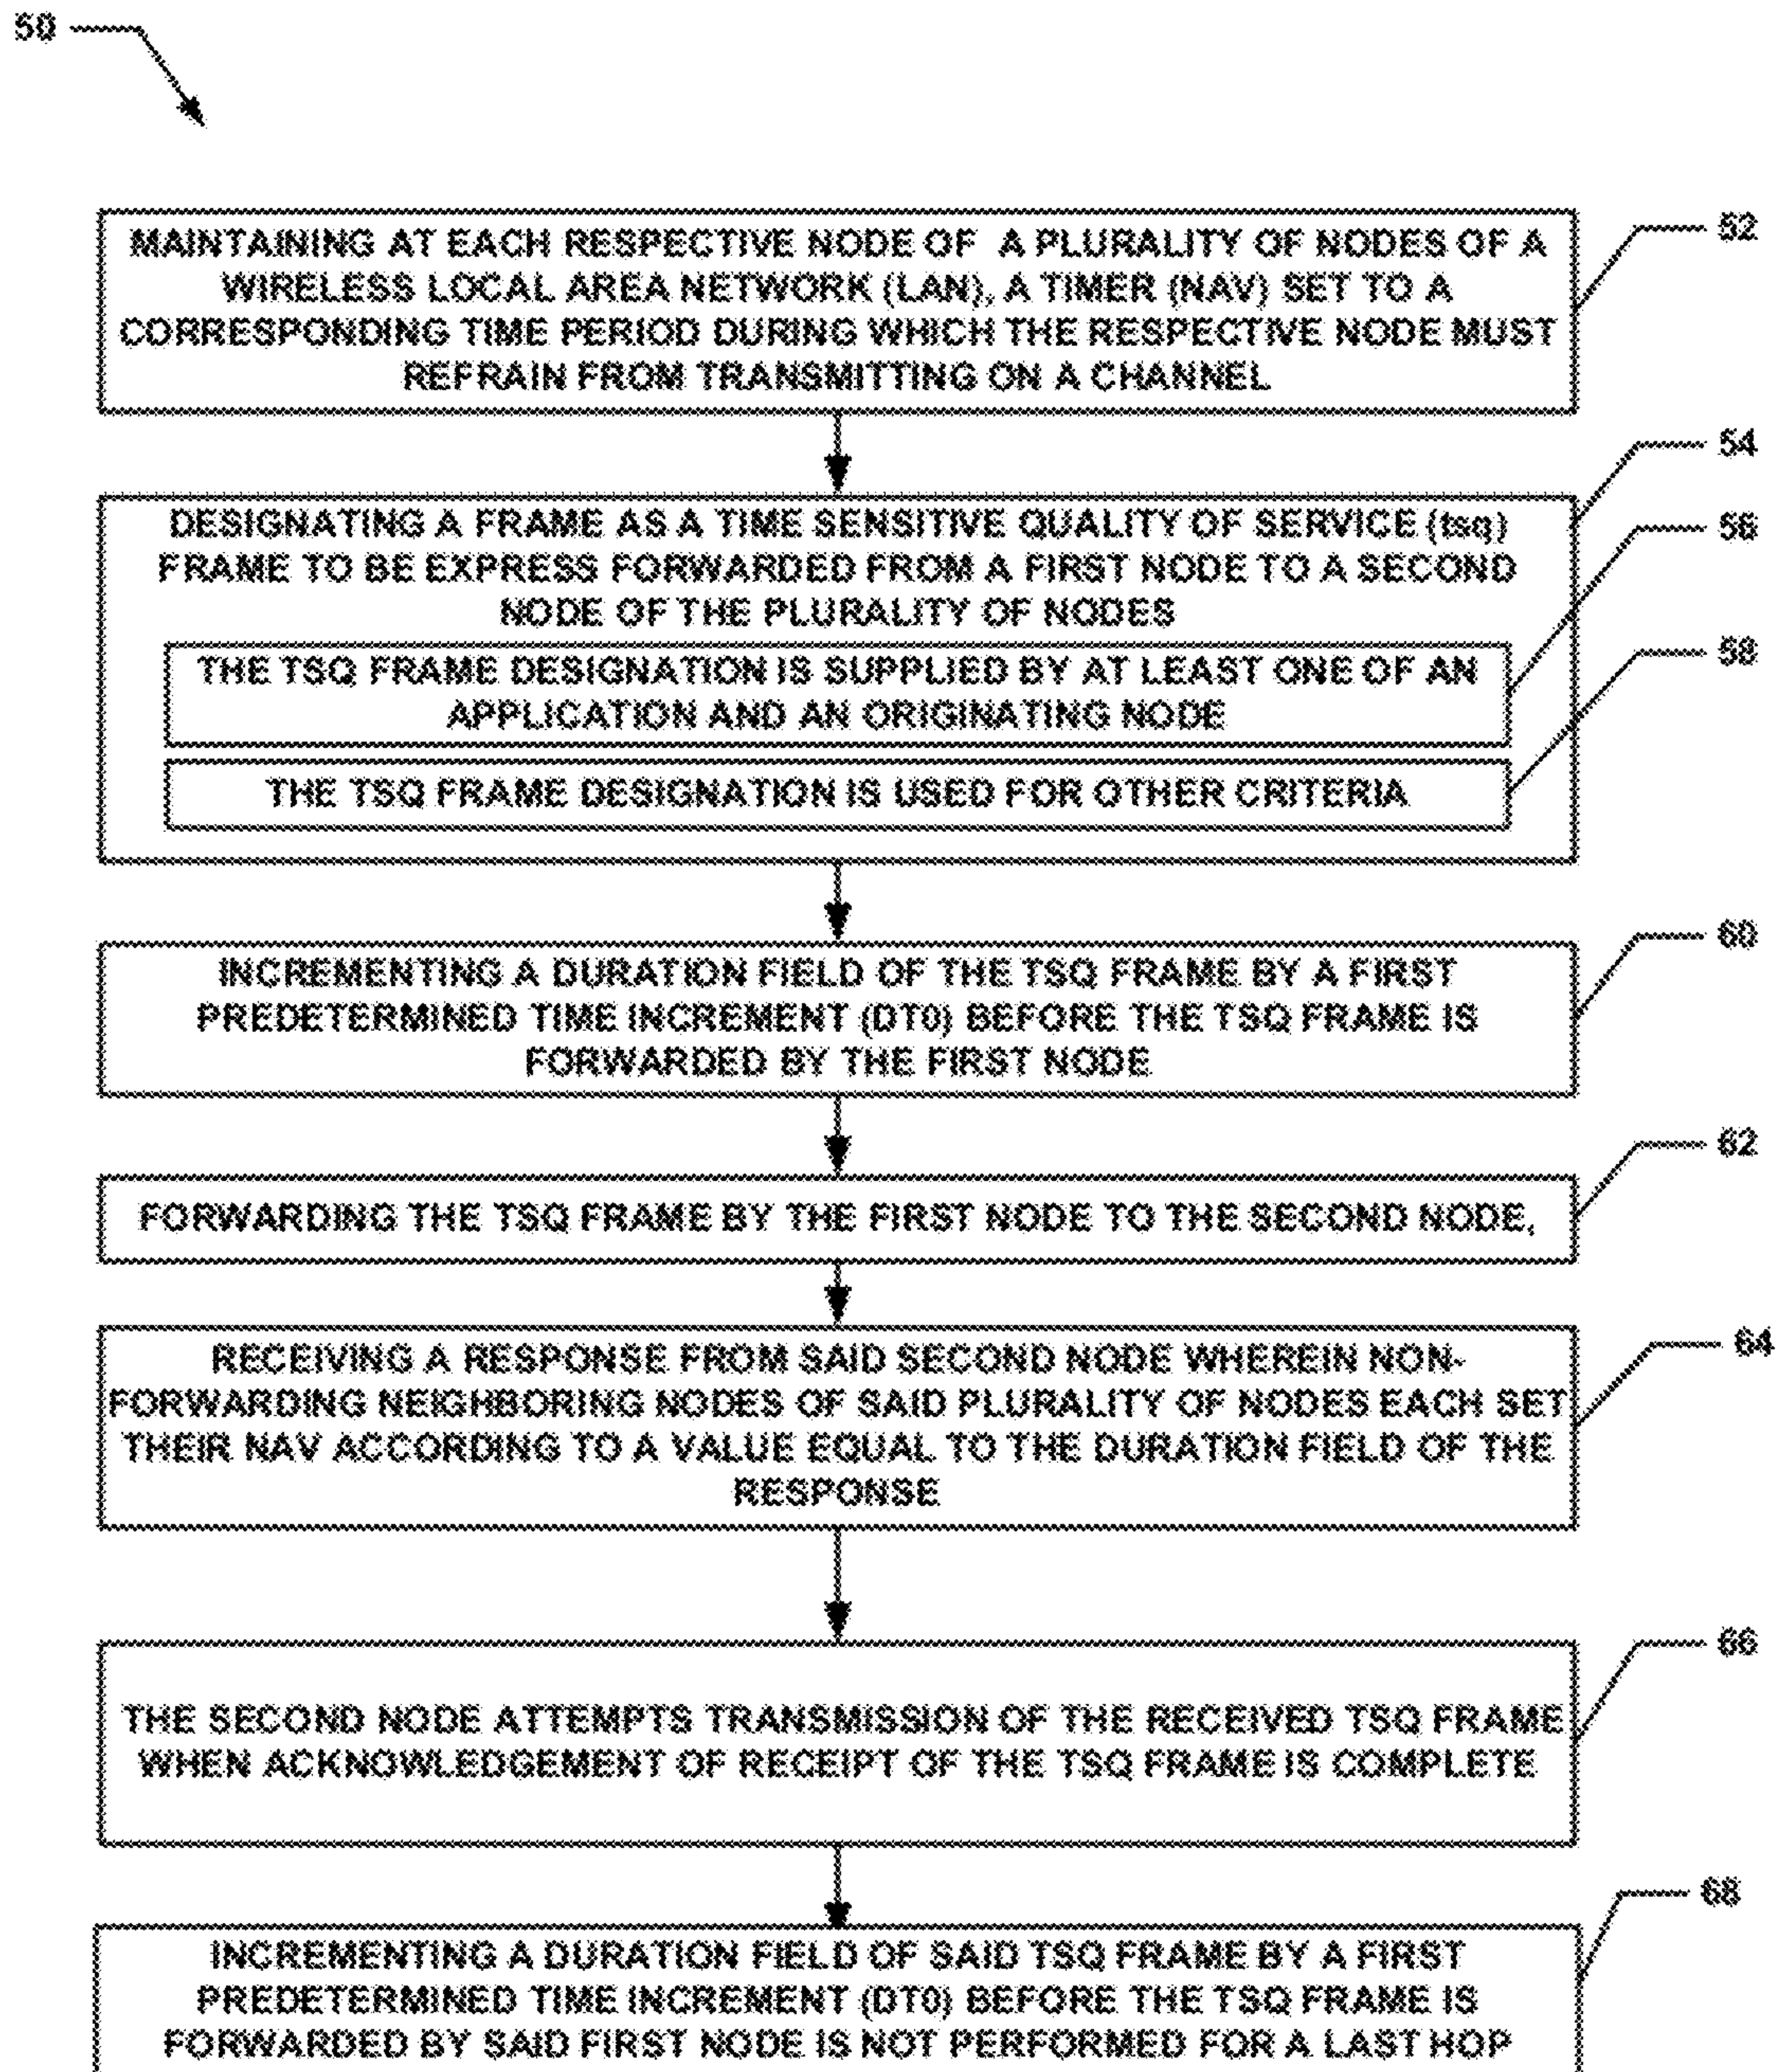 50
MAINTAINING AT EACH RESPECTIVE NODE OF A PLURALITY OF NODES OF A
WIRELESS LOCAL AREA NETWORK (LAN), A TIMER (NAV) SET TO A
CORRESPONDING TIME PERIOD DURING WHICH THE RESPECTIVE NODE MUST
REFRAIN FROM TRANSMITTING ON A CHANNEL
52
DESIGNATING A FRAME AS A TIME SENSITIVE QUALITY OF SERVICE (tsq)
FRAME TO BE EXPRESS FORWARDED FROM A FIRST NODE TO A SECOND
NODE OF THE PLURALITY OF NODES
54
THE TSQ FRAME DESIGNATION IS SUPPLIED BY AT LEAST ONE OF AN
APPLICATION AND AN ORIGINATING NODE
56
THE TSQ FRAME DESIGNATION IS USED FOR OTHER CRITERIA
58
INCREMENTING A DURATION FIELD OF THE TSQ FRAME BY A FIRST
PREDETERMINED TIME INCREMENT (DT0) BEFORE THE TSQ FRAME IS
FORWARDED BY THE FIRST NODE
60
FORWARDING THE TSQ FRAME BY THE FIRST NODE TO THE SECOND NODE,
62
RECEIVING A RESPONSE FROM SAID SECOND NODE WHEREIN NON-
FORWARDING NEIGHBORING NODES OF SAID PLURALITY OF NODES EACH SET
THEIR NAV ACCORDING TO A VALUE EQUAL TO THE DURATION FIELD OF THE
RESPONSE
64
THE SECOND NODE ATTEMPTS TRANSMISSION OF THE RECEIVED TSQ FRAME
WHEN ACKNOWLEDGEMENT OF RECEIPT OF THE TSQ FRAME IS COMPLETE
66
INCREMENTING A DURATION FIELD OF SAID TSQ FRAME BY A FIRST
PREDETERMINED TIME INCREMENT (DT0) BEFORE THE TSQ FRAME IS
FORWARDED BY SAID FIRST NODE IS NOT PERFORMED FOR A LAST HOP
68